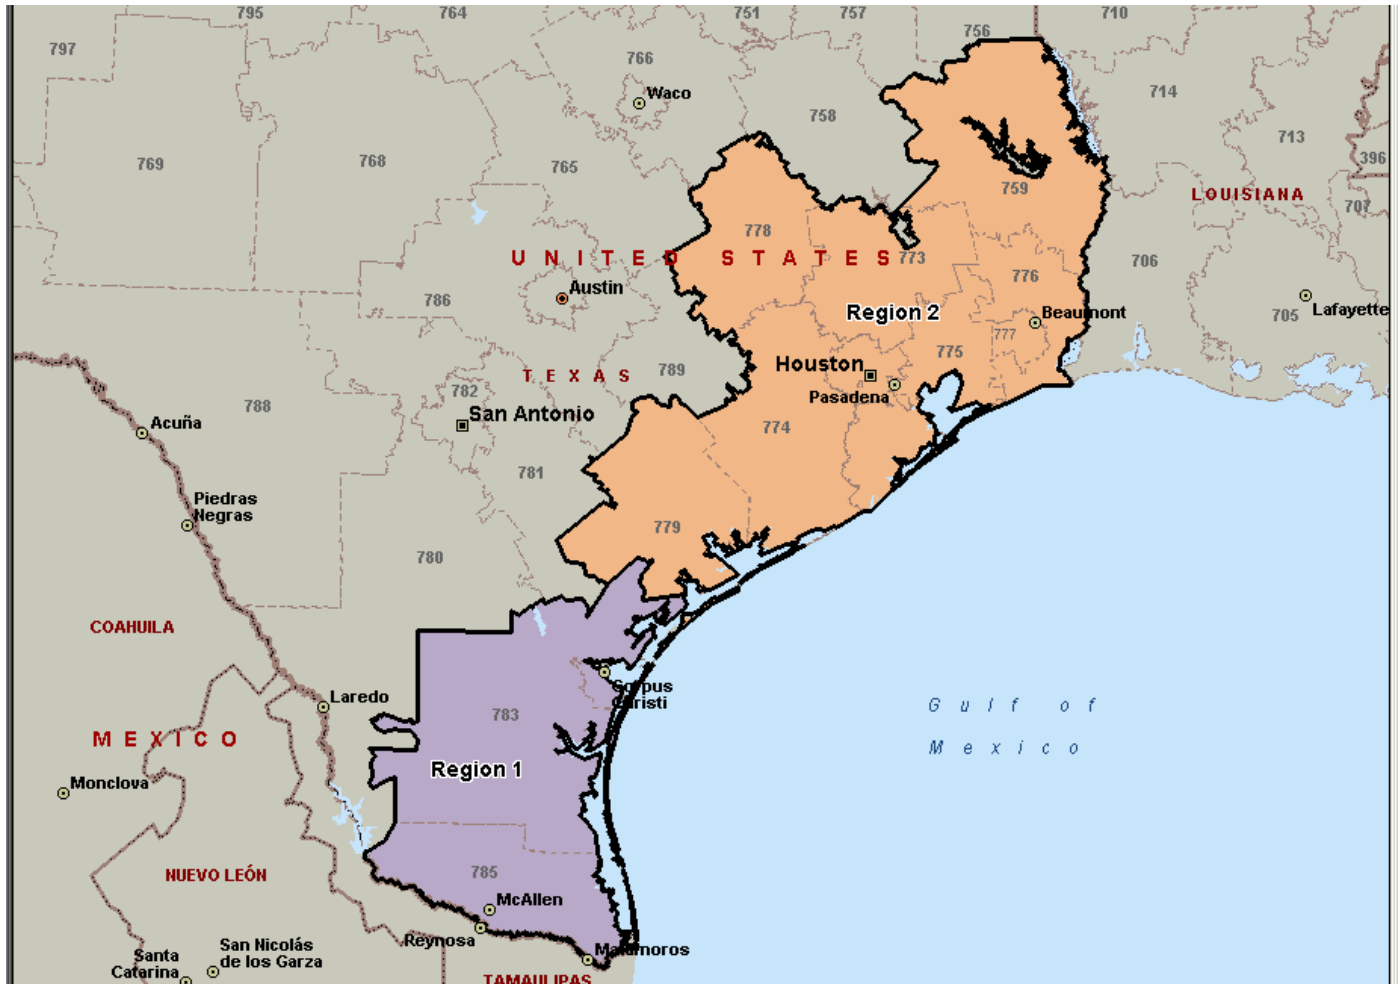 795
764
751
757
710
756
797
766
Waco
714
758
713
769
768
765
396
759
LOUISIANA
707
778
UNITED STATES
773
706
776
Austin
786
Region 2
Beaumont
Lafayette
705
777
775
Houston
TEXAS
789
782
Pasadena
788
San Antonio
Acuña
774
781
Piedras
Negras
779
780
COAHUILA
Laredo
Corpus
Christi
783
Gulf of
Mexico
MEXICO
Region 1
Monclova
NUEVO LEÓN
785
McAllen
Reynosa
Matamoros
San Nicolás
de los Garza
Santa
Catarina
TAMAULIPAS